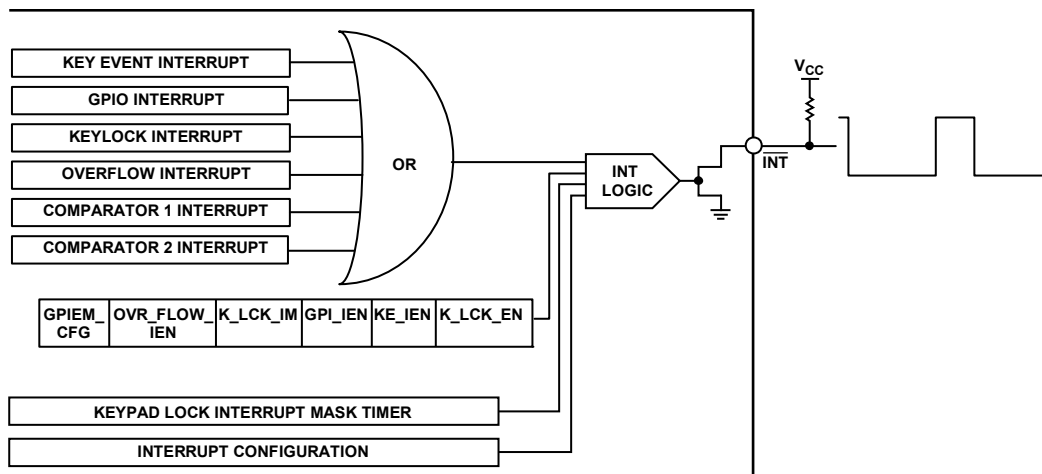 KEY EVENT INTERRUPT
GPIO INTERRUPT
KEYLOCK INTERRUPT
OVERFLOW INTERRUPT
COMPARATOR 1 INTERRUPT
COMPARATOR 2 INTERRUPT
OR
INT
LOGIC
VCC
INT
GPIEM_
CFG
OVR_FLOW_
IEN
K_LCK_IM
GPI_IEN
KE_IEN
K_LCK_EN
KEYPAD LOCK INTERRUPT MASK TIMER
INTERRUPT CONFIGURATION